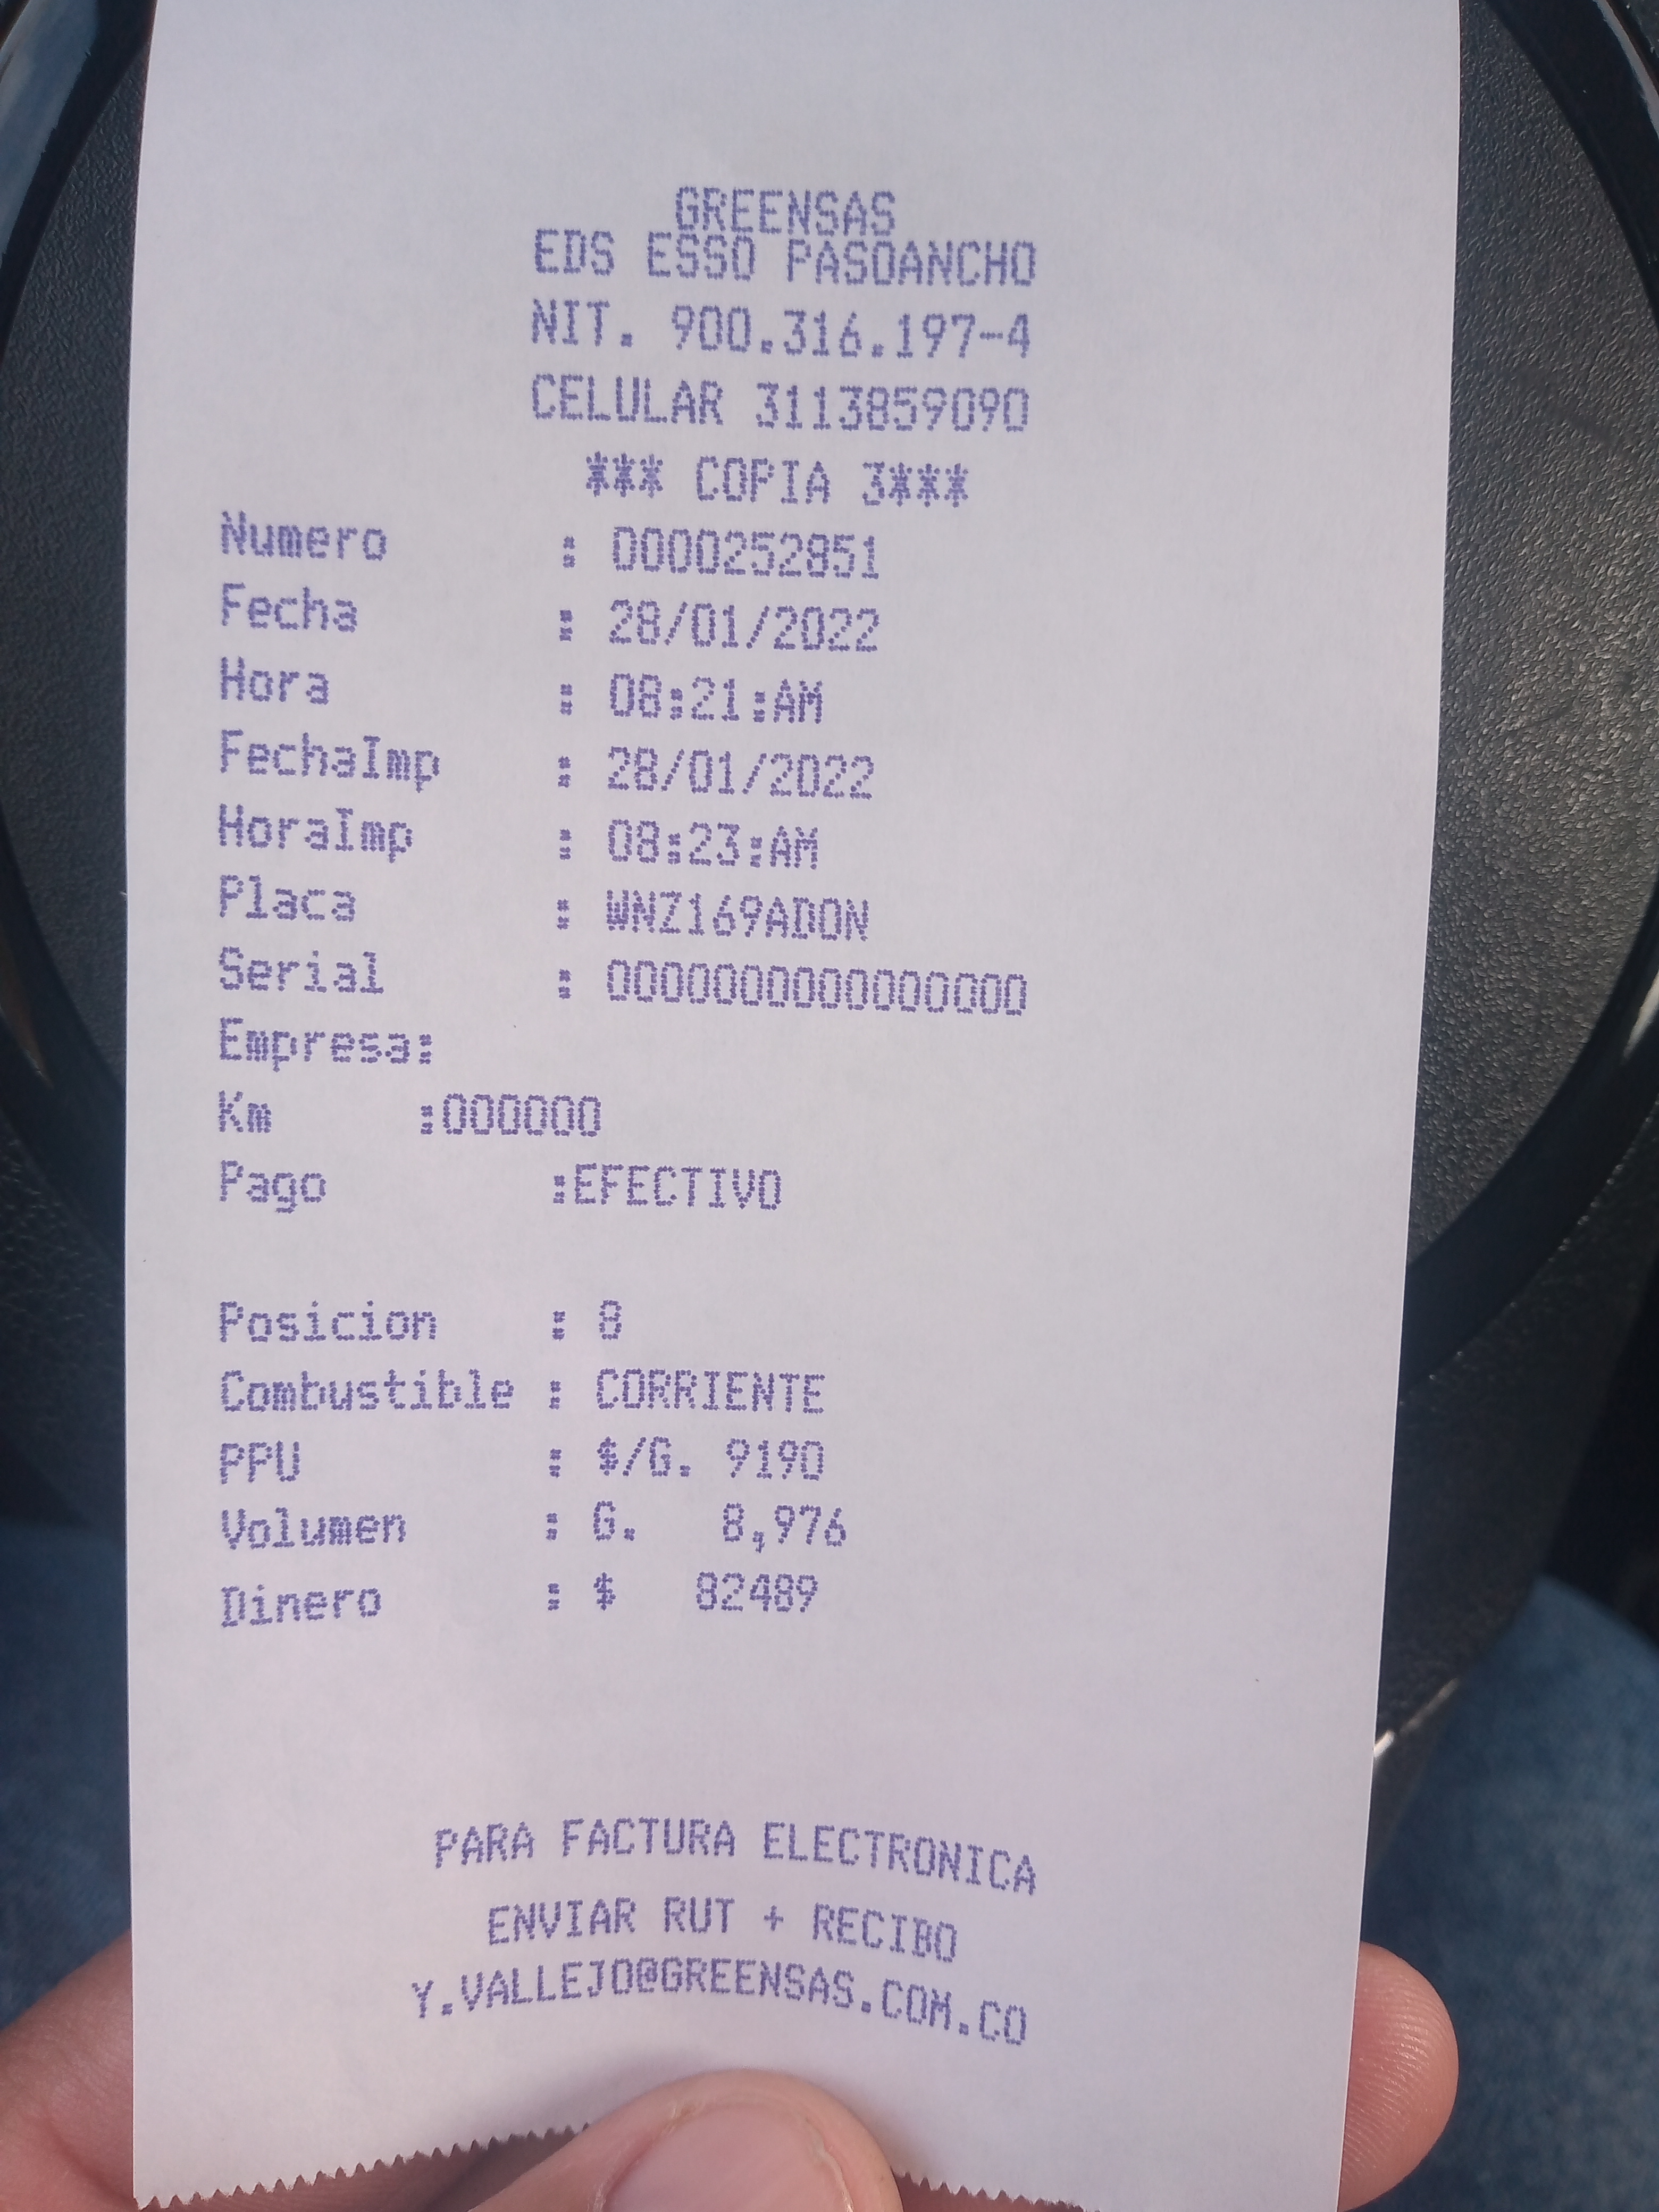 GREENSAS
EDS ESSO PASOANCHO
NIT. 900.316.197-4
CELULAR 3113859090
*** COPIA 3***
Numero : 0000252851
Fecha : 28/01/2022
Hora : 08:21:AM
FechaImp : 28/01/2022
HoraImp : 08:23:AM
Placa : WNZ169ADON
Serial : 0000000000000000
Empresa:
Km :000000
Pago :EFECTIVO
Posicion : 8
Combustible : CORRIENTE
PPU : $/G. 9190
Volumen : G. 8,976
Dinero : $ 82489
PARA FACTURA ELECTRONICA
ENVIAR RUT + RECIBO
Y.VALLEJO@GREENSAS.COM.CO